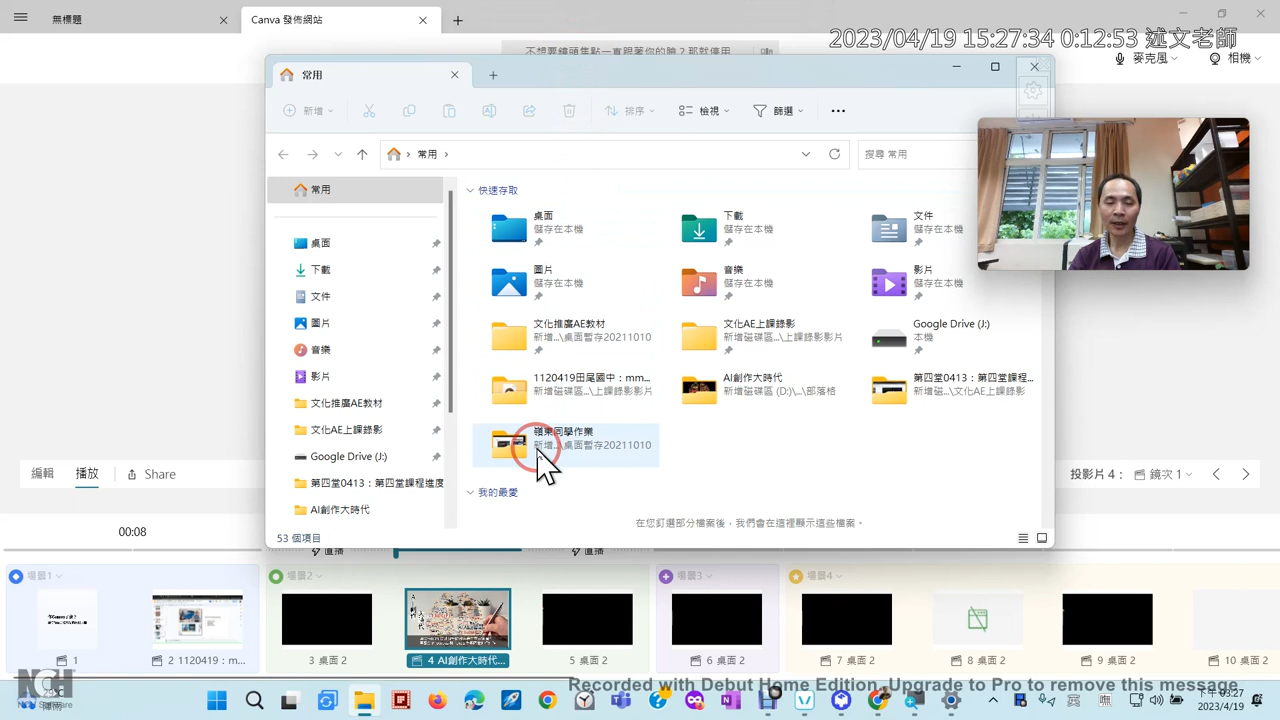 無標題
Canva 發佈網站
不想要鏡頭焦點一直跟著你的臉？那就停用
2023/04/19 15:27:34 0:12:53 述文老師
麥克風
相機
常用
新增
排序
檢視
篩選
常用
搜尋 常用
常用
桌面
下載
文件
圖片
音樂
影片
文化推廣AE教材
文化AE上課錄影
Google Drive (J:)
第四堂0413：第四堂課程進度
AI創作大時代
快速存取
桌面
儲存在本機
下載
儲存在本機
文件
儲存在本機
圖片
儲存在本機
音樂
儲存在本機
影片
儲存在本機
文化推廣AE教材
新增...\桌面暫存20211010
文化AE上課錄影
新增磁碟區...\上課錄影影片
Google Drive (J:)
本機
1120419田尾國中：mm...
新增磁碟區...\上課錄影影片
AI創作大時代
新增磁碟區 (D:)\...\部落格
第四堂0413：第四堂課程...
新增磁...\文化AE上課錄影
嶺東同學作業
新增...\桌面暫存20211010
我的最愛
在您釘選部分檔案後，我們會在這裡顯示這些檔案。
53 個項目
編輯
播放
Share
投影片 4：
鏡次 1
00:08
直播
直播
場景1
場景2
場景3
場景4
1
1120419：m...
3 桌面 2
4 AI創作大時代...
5 桌面 2
6 桌面 2
7 桌面 2
8 桌面 2
9 桌面 2
10 桌面 2
NCH
NCH Software
Recorded with Debut Home Edition. Upgrade to Pro to remove this message.
下午 03:27
2023/4/19